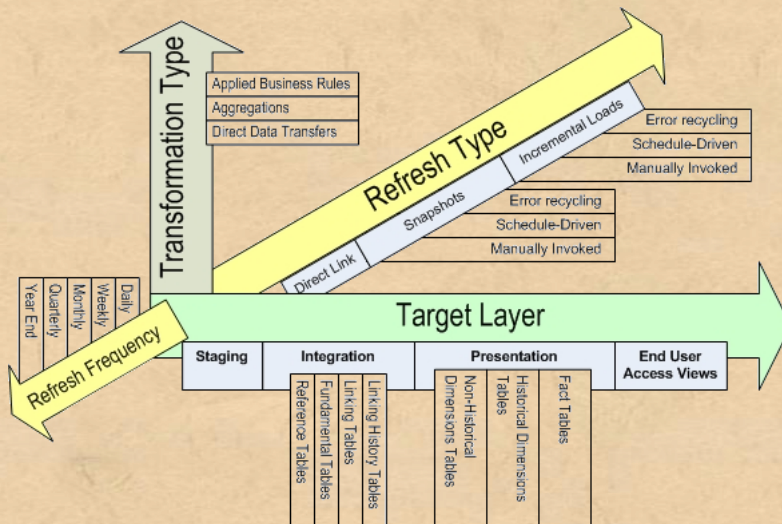 Transformation Type
Applied Business Rules
Aggregations
Direct Data Transfers
Refresh Type
Direct Link
Snapshots
Incremental Loads
Error recycling
Schedule-Driven
Manually Invoked
Error recycling
Schedule-Driven
Manually Invoked
Year End
Quarterly
Monthly
Weekly
Daily
Refresh Frequency
Target Layer
Staging
Integration
Presentation
End User
Access Views
Reference Tables
Fundamental Tables
Linking Tables
Linking History Tables
Non-Historical
Dimensions Tables
Historical Dimensions
Tables
Fact Tables